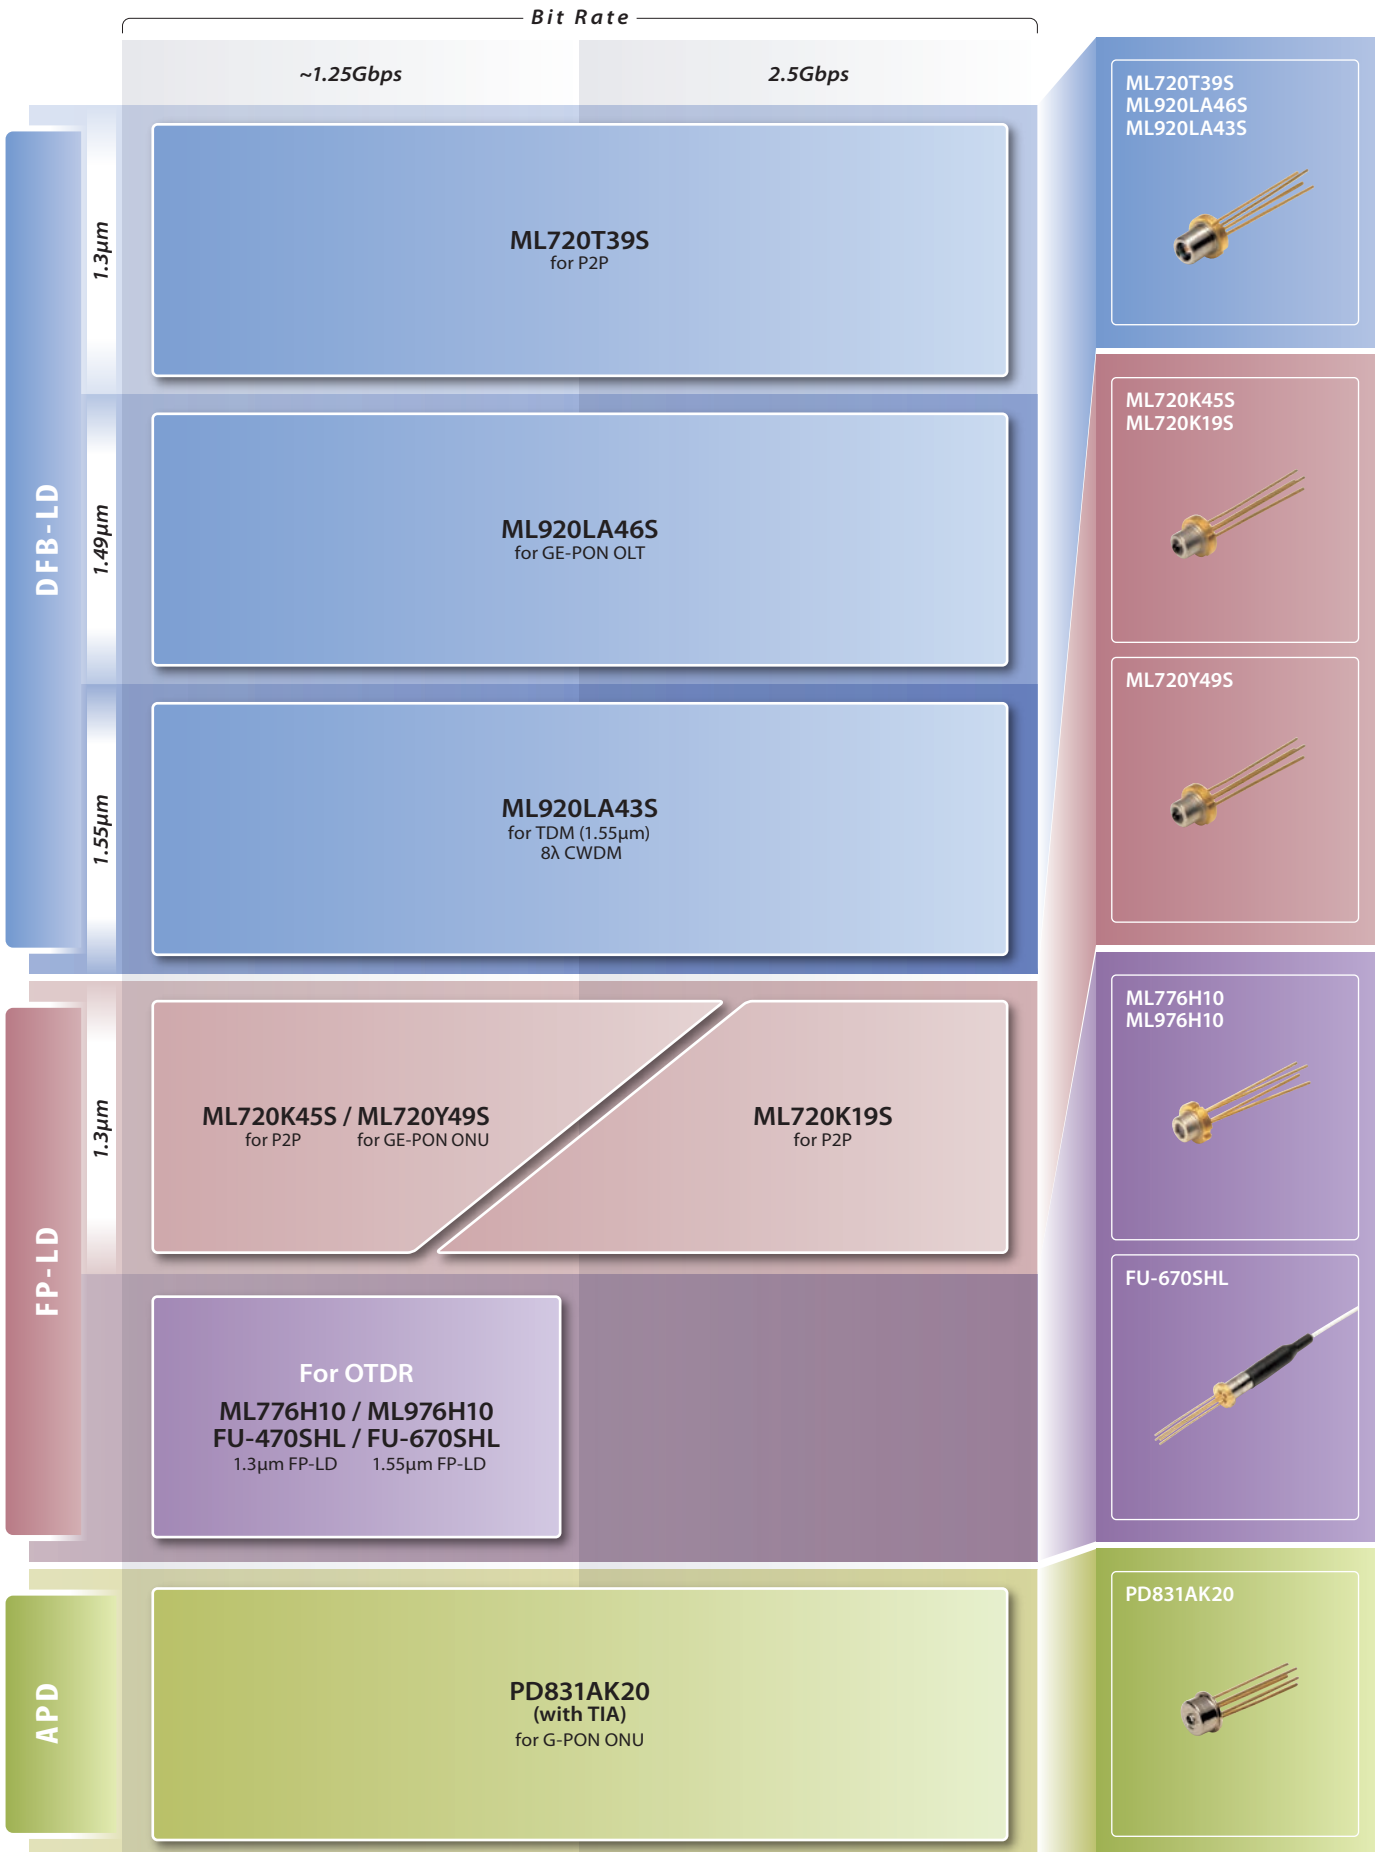 Bit Rate
~1.25Gbps
2.5Gbps
DFB-LD
1.3µm
ML720T39S
for P2P
1.49µm
ML920LA46S
for GE-PON OLT
1.55µm
ML920LA43S
for TDM (1.55µm)
8λ CWDM
FP-LD
1.3µm
ML720K45S / ML720Y49S
for P2P for GE-PON ONU
ML720K19S
for P2P
For OTDR
ML776H10 / ML976H10
FU-470SHL / FU-670SHL
1.3µm FP-LD 1.55µm FP-LD
APD
PD831AK20
(with TIA)
for G-PON ONU
ML720T39S
ML920LA46S
ML920LA43S
ML720K45S
ML720K19S
ML720Y49S
ML776H10
ML976H10
FU-670SHL
PD831AK20